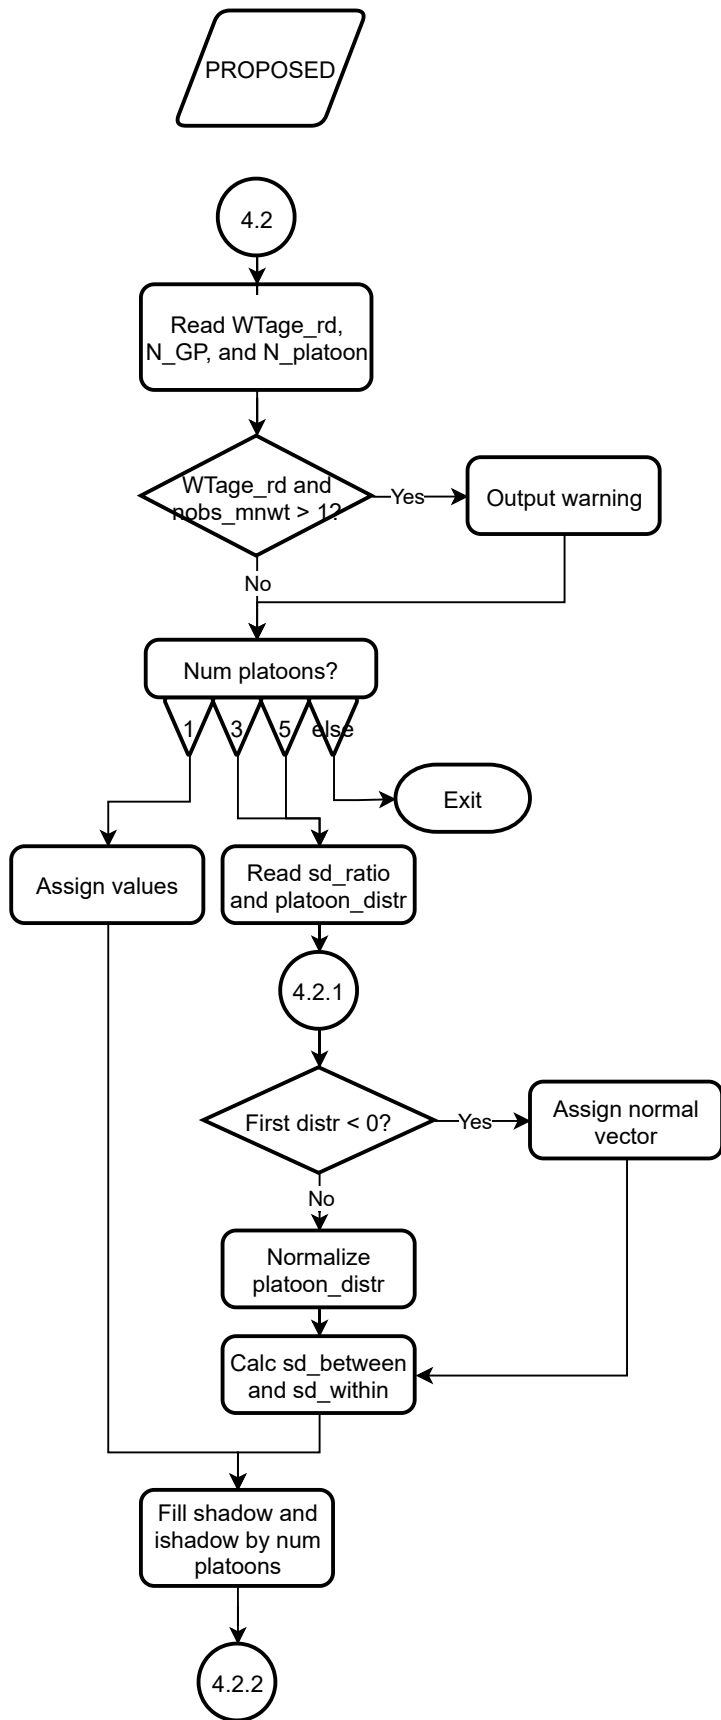 PROPOSED
4.2
Read WTage_rd,
N_GP, and N_platoon
WTage_rd and
nobs_mnwt > 1?
Yes
Output warning
No
Num platoons?
1
3
5
else
Exit
Assign values
Read sd_ratio
and platoon_distr
4.2.1
First distr < 0?
Yes
Assign normal
vector
No
Normalize
platoon_distr
Calc sd_between
and sd_within
Fill shadow and
ishadow by num
platoons
4.2.2